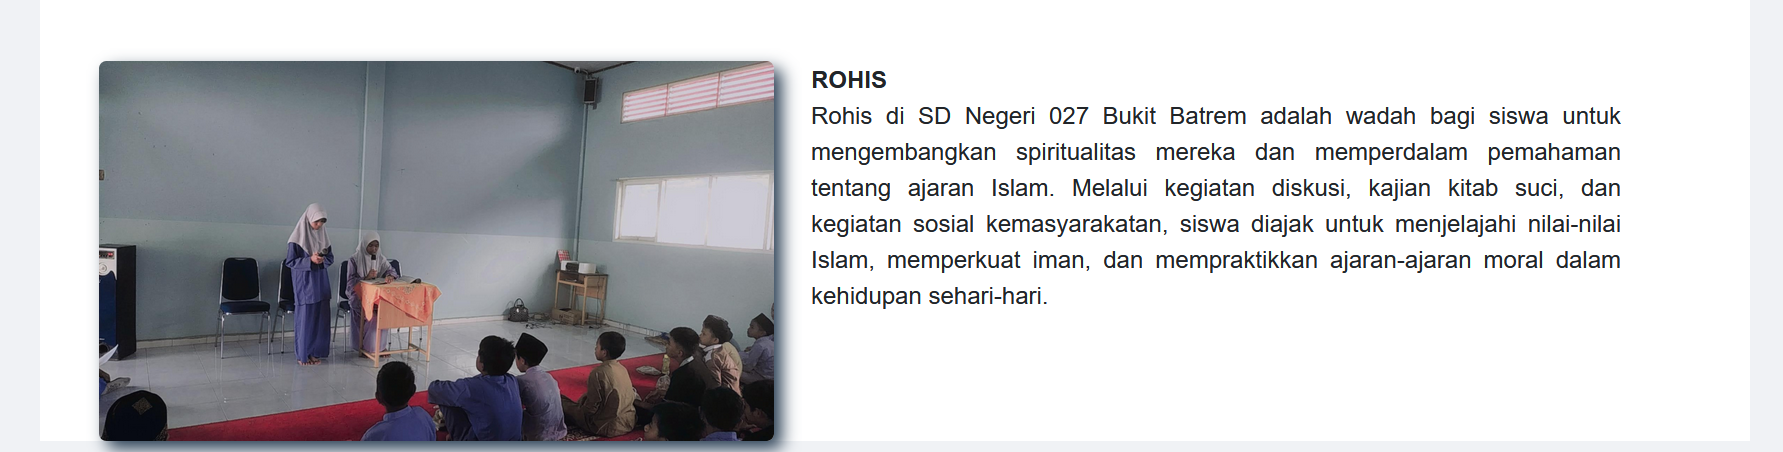 ROHIS
Rohis di SD Negeri 027 Bukit Batrem adalah wadah bagi siswa untuk
mengembangkan spiritualitas mereka dan memperdalam pemahaman
tentang ajaran Islam. Melalui kegiatan diskusi, kajian kitab suci, dan
kegiatan sosial kemasyarakatan, siswa diajak untuk menjelajahi nilai-nilai
Islam, memperkuat iman, dan mempraktikkan ajaran-ajaran moral dalam
kehidupan sehari-hari.